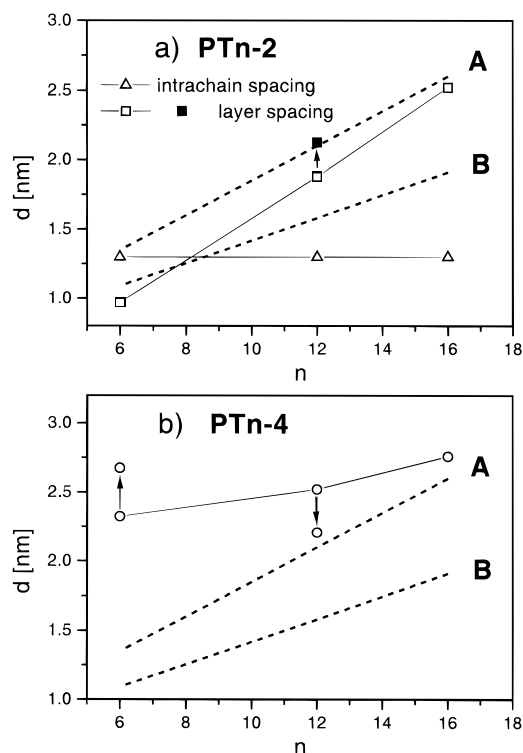 a) PTn-2
intrachain spacing
layer spacing
A
B
3.0
2.5
2.0
1.5
1.0
d [nm]
6 8 10 12 14 16 18
n
b) PTn-4
A
B
3.0
2.5
2.0
1.5
1.0
d [nm]
6 8 10 12 14 16 18
n